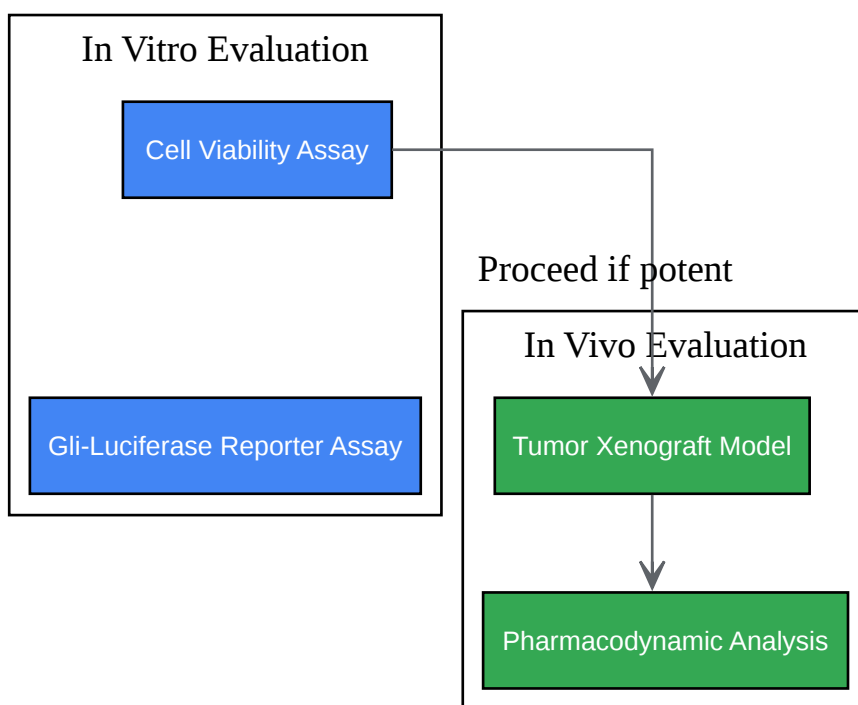 In Vitro Evaluation
Cell Viability Assay
Proceed if potent
In Vivo Evaluation
Gli-Luciferase Reporter Assay
Tumor Xenograft Model
Pharmacodynamic Analysis